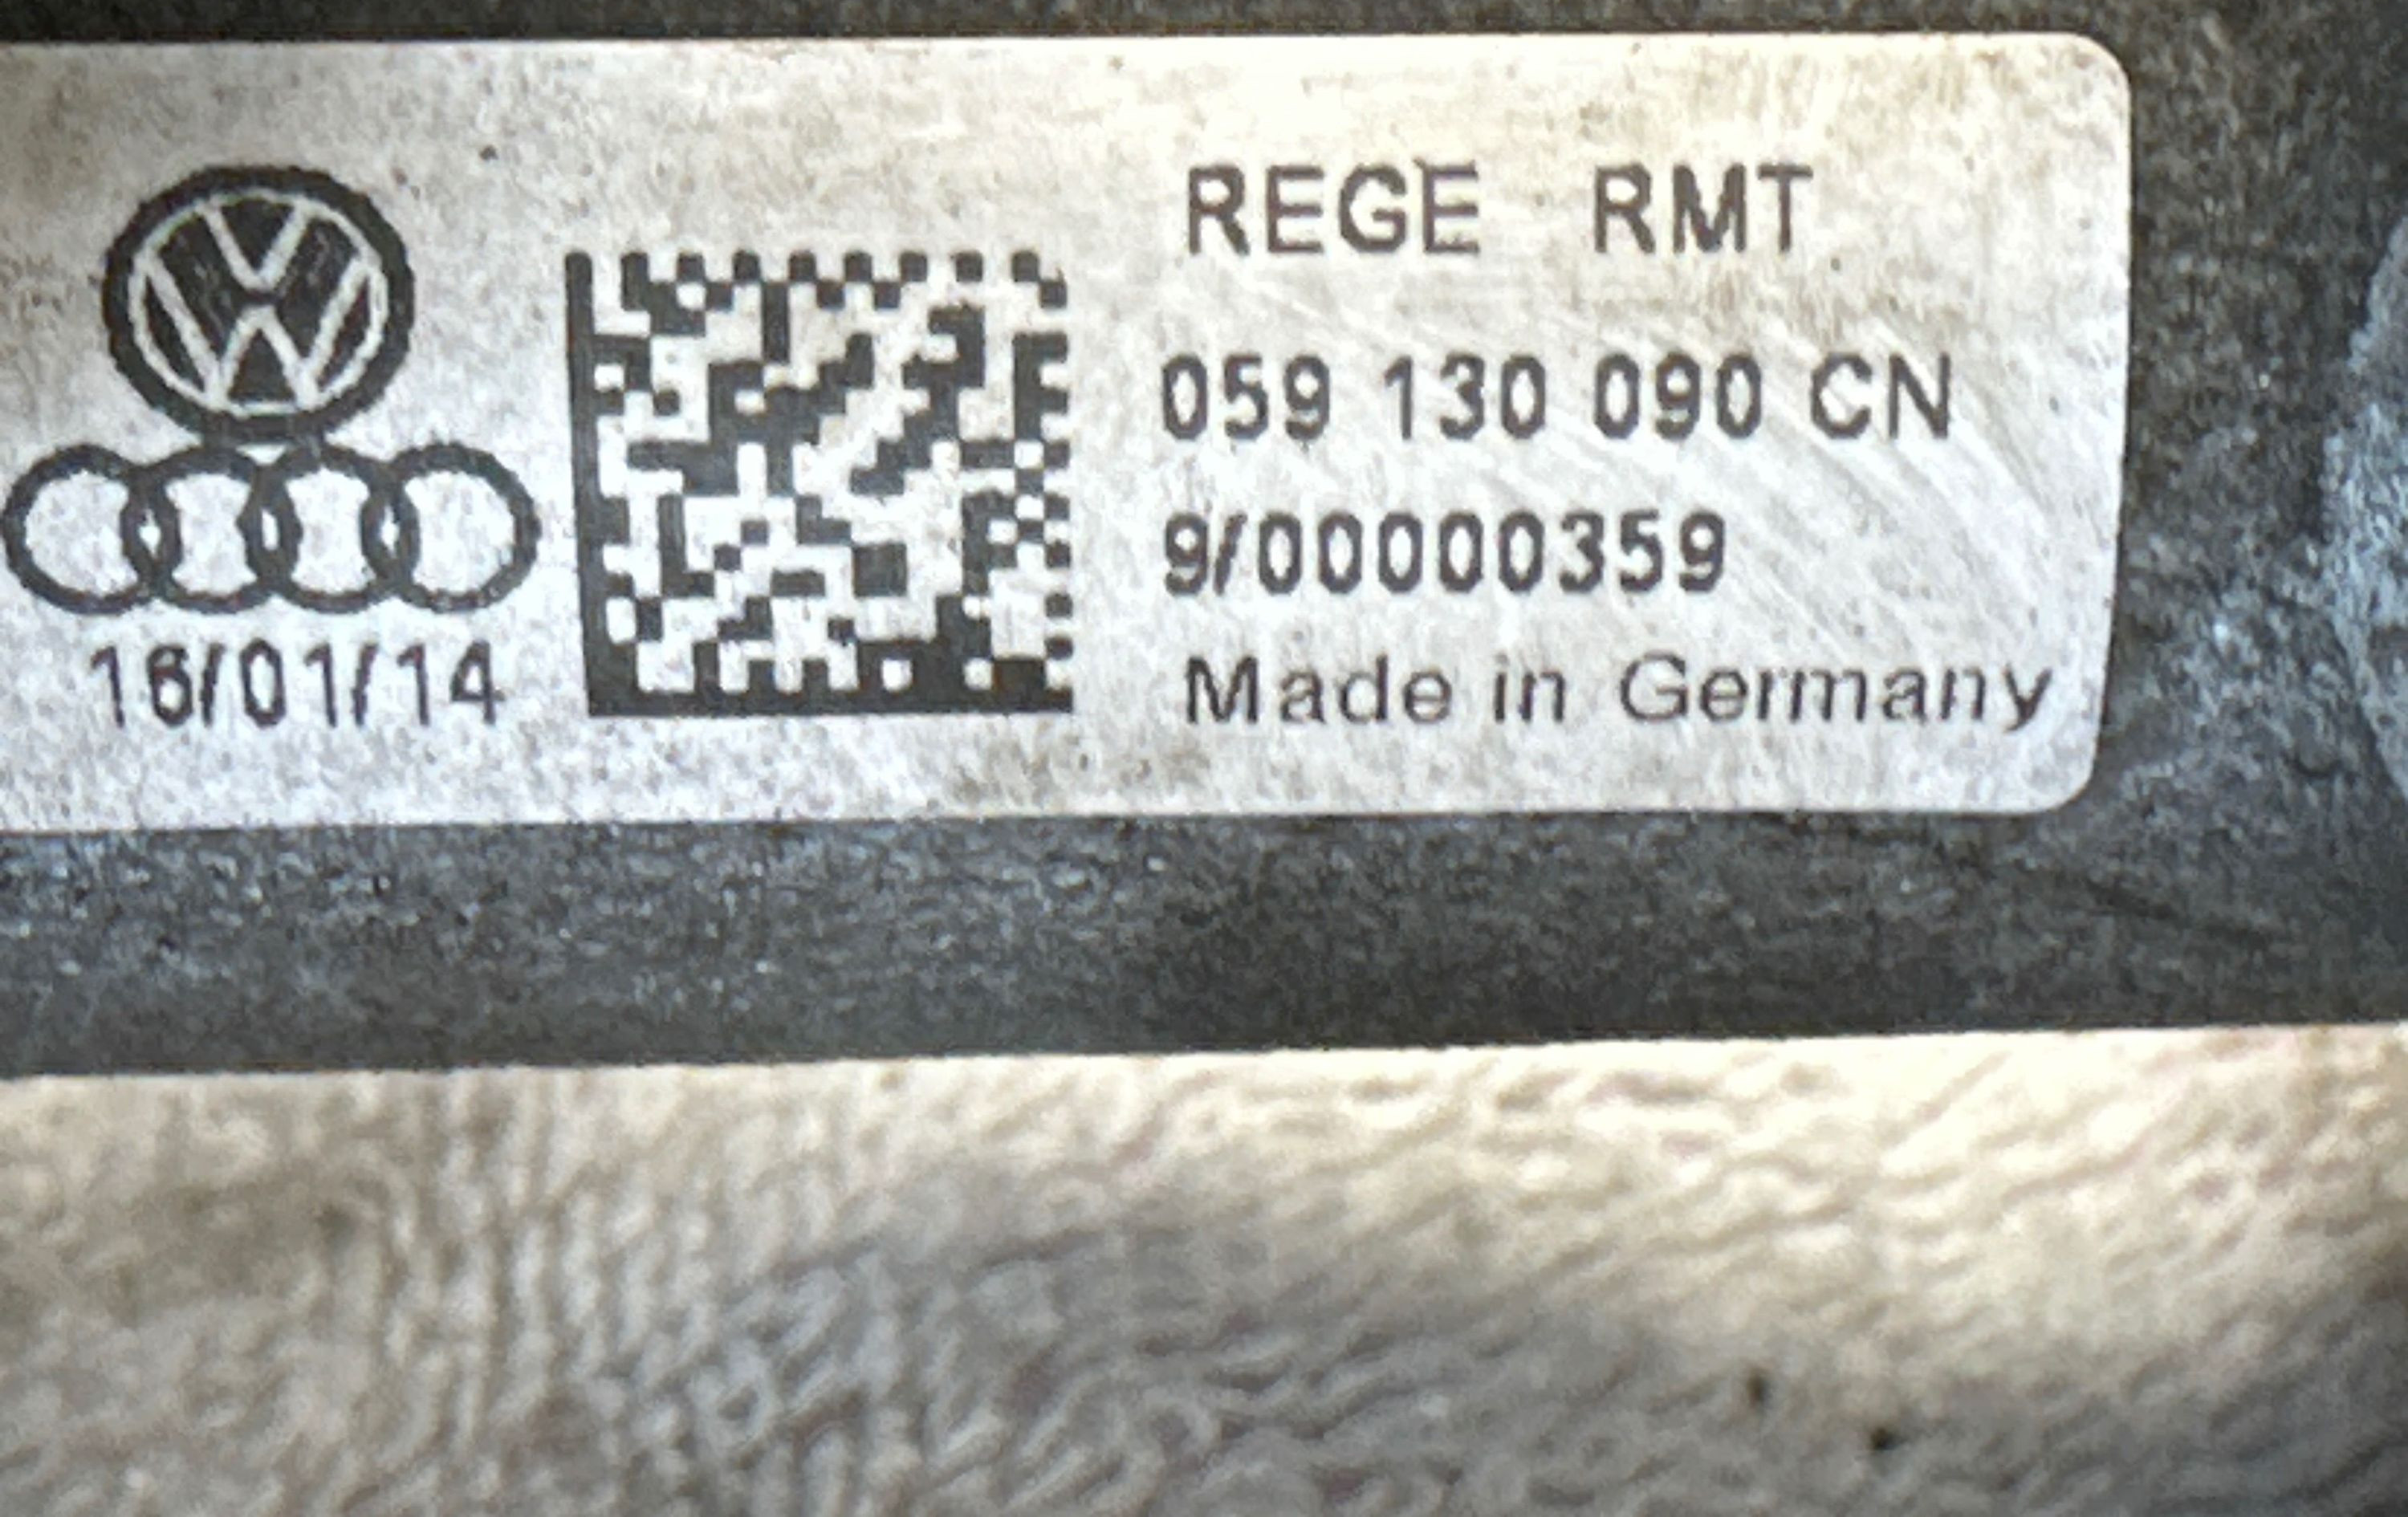 REGE RMT
059 130 090 CN
9/00000359
Made in Germany
16/01/14